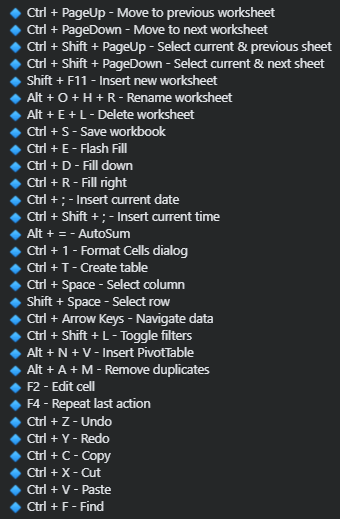 Ctrl + PageUp - Move to previous worksheet
Ctrl + PageDown - Move to next worksheet
Ctrl + Shift + PageUp - Select current & previous sheet
Ctrl + Shift + PageDown - Select current & next sheet
Shift + F11 - Insert new worksheet
Alt + O + H + R - Rename worksheet
Alt + E + L - Delete worksheet
Ctrl + S - Save workbook
Ctrl + E - Flash Fill
Ctrl + D - Fill down
Ctrl + R - Fill right
Ctrl + ; - Insert current date
Ctrl + Shift + ; - Insert current time
Alt + = - AutoSum
Ctrl + 1 - Format Cells dialog
Ctrl + T - Create table
Ctrl + Space - Select column
Shift + Space - Select row
Ctrl + Arrow Keys - Navigate data
Ctrl + Shift + L - Toggle filters
Alt + N + V - Insert PivotTable
Alt + A + M - Remove duplicates
F2 - Edit cell
F4 - Repeat last action
Ctrl + Z - Undo
Ctrl + Y - Redo
Ctrl + C - Copy
Ctrl + X - Cut
Ctrl + V - Paste
Ctrl + F - Find